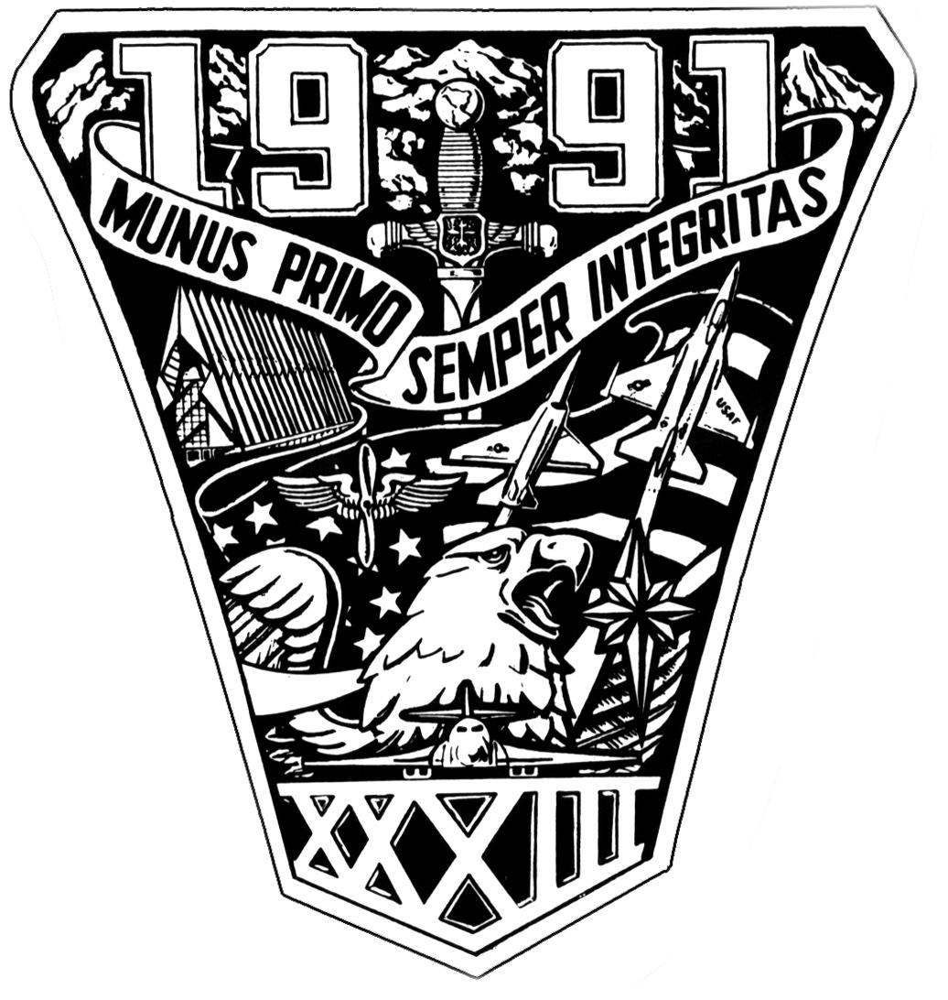 1991
MUNUS PRIMO
SEMPER INTEGRITAS
USAF
XXXIII